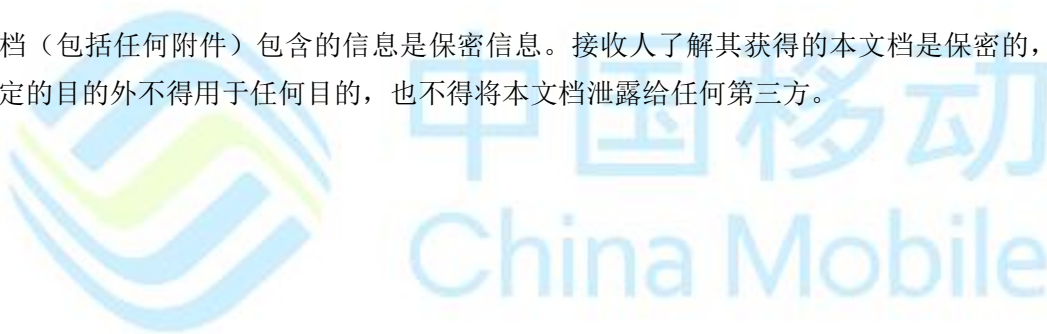 档（包括任何附件）包含的信息是保密信息。接收人了解其获得的本文档是保密的，
定的目的外不得用于任何目的，也不得将本文档泄露给任何第三方。
中国移动
China Mobile